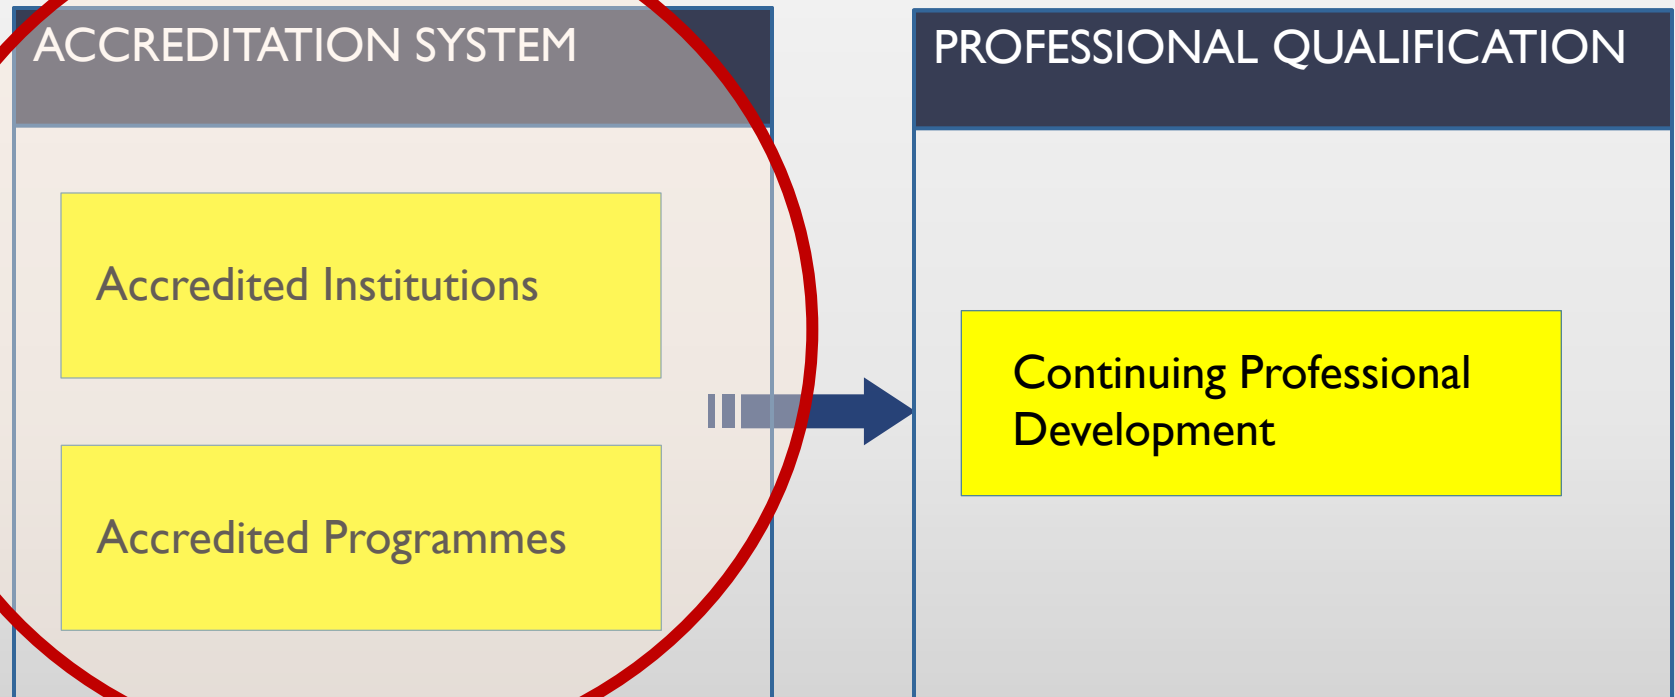 ACCREDITATION SYSTEM
Accredited Institutions
Accredited Programmes
PROFESSIONAL QUALIFICATION
Continuing Professional
Development